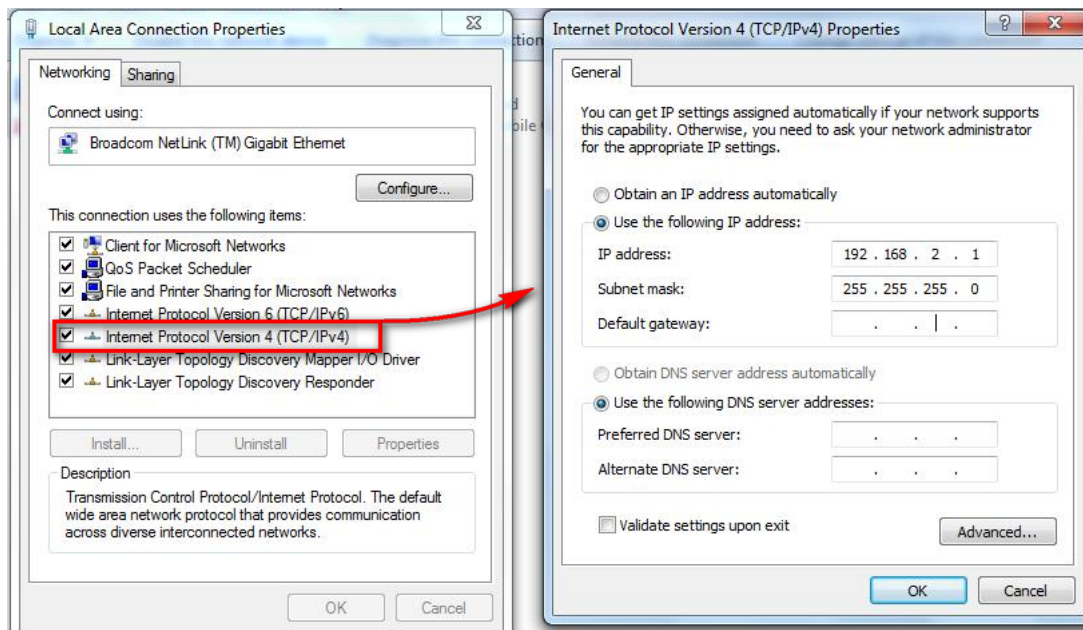 Local Area Connection Properties
Networking
Sharing
Connect using:
Broadcom NetLink (TM) Gigabit Ethernet
Configure...
This connection uses the following items:
Client for Microsoft Networks
QoS Packet Scheduler
File and Printer Sharing for Microsoft Networks
Internet Protocol Version 6 (TCP/IPv6)
Internet Protocol Version 4 (TCP/IPv4)
Link-Layer Topology Discovery Mapper I/O Driver
Link-Layer Topology Discovery Responder
Install...
Uninstall
Properties
Description
Transmission Control Protocol/Internet Protocol. The default
wide area network protocol that provides communication
across diverse interconnected networks.
OK
Cancel
Internet Protocol Version 4 (TCP/IPv4) Properties
General
You can get IP settings assigned automatically if your network supports
this capability. Otherwise, you need to ask your network administrator
for the appropriate IP settings.
Obtain an IP address automatically
Use the following IP address:
IP address: 192 . 168 . 2 . 1
Subnet mask: 255 . 255 . 255 . 0
Default gateway: . . .
Obtain DNS server address automatically
Use the following DNS server addresses:
Preferred DNS server: . . .
Alternate DNS server: . . .
Validate settings upon exit
Advanced...
OK
Cancel